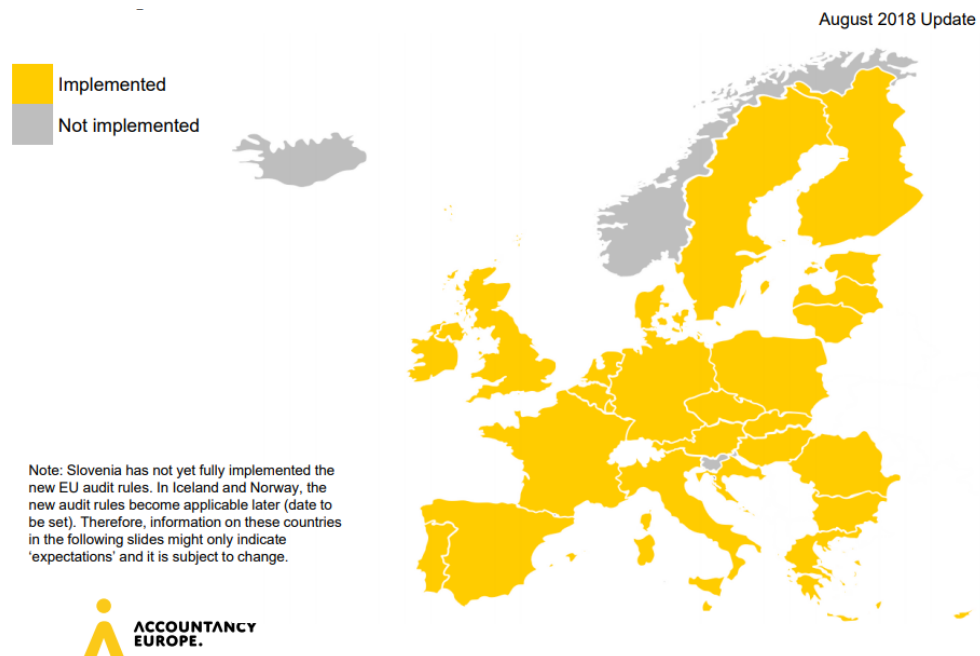 August 2018 Update
Implemented
Not implemented
Note: Slovenia has not yet fully implemented the
new EU audit rules. In Iceland and Norway, the
new audit rules become applicable later (date to
be set). Therefore, information on these countries
in the following slides might only indicate
‘expectations’ and it is subject to change.
ACCOUNTANCY
EUROPE.